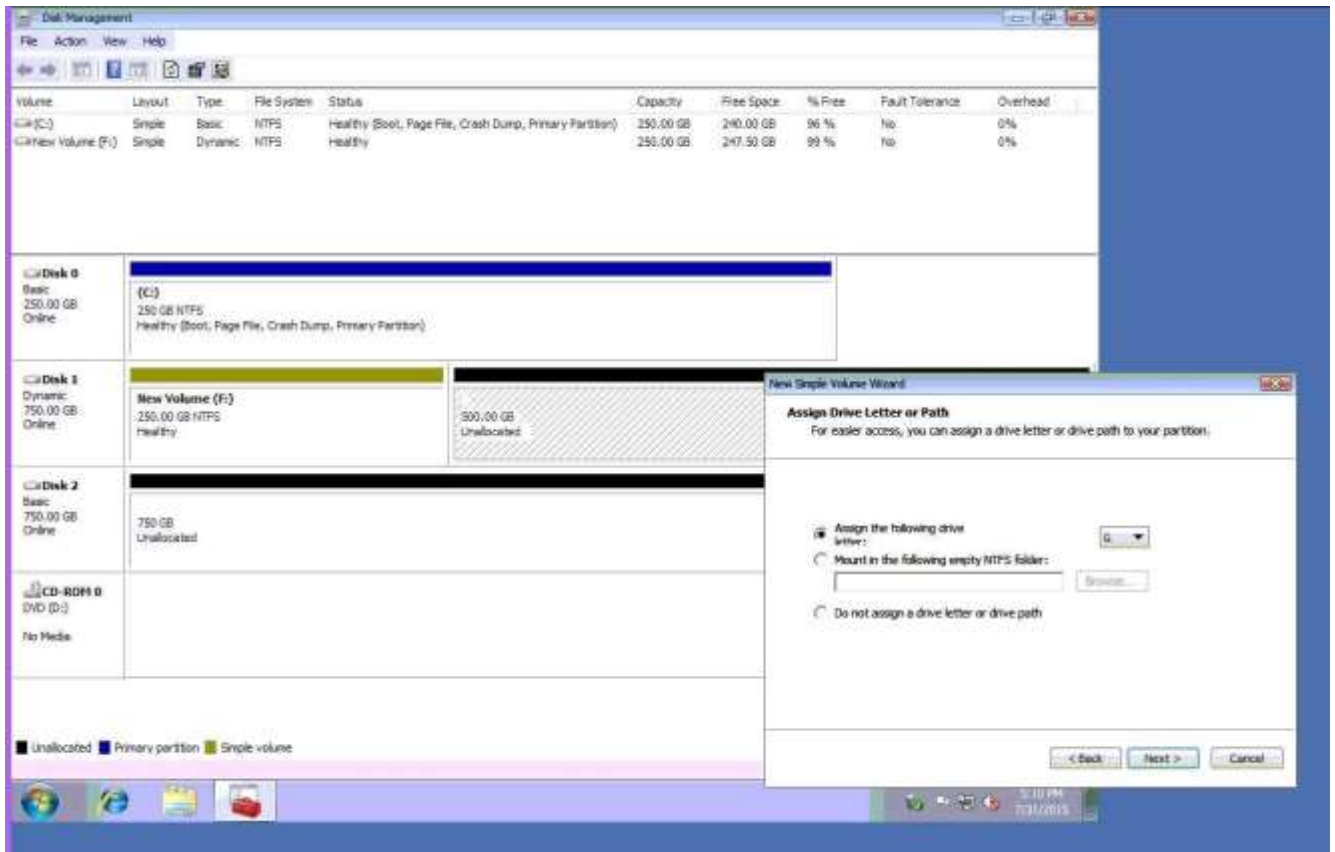 Disk Management
File Action View Help
Volume Layout Type File System Status Capacity Free Space % Free Fault Tolerance Overhead
(C:) Simple Basic NTFS Healthy (Boot, Page File, Crash Dump, Primary Partition) 250.00 GB 240.00 GB 96 % No 0%
New Volume (F:) Simple Dynamic NTFS Healthy 250.00 GB 247.50 GB 99 % No 0%
Disk 0
Basic
250.00 GB
Online
(C:)
250 GB NTFS
Healthy (Boot, Page File, Crash Dump, Primary Partition)
Disk 1
Dynamic
750.00 GB
Online
New Volume (F:)
250.00 GB NTFS
Healthy
500.00 GB
Unallocated
Disk 2
Basic
750.00 GB
Online
750 GB
Unallocated
CD-ROM 0
DVD (D:)
No Media
Unallocated Primary partition Simple volume
New Simple Volume Wizard
Assign Drive Letter or Path
For easier access, you can assign a drive letter or drive path to your partition.
Assign the following drive
letter:
G
Mount in the following empty NTFS folder:
Browse...
Do not assign a drive letter or drive path
< Back Next > Cancel
5:10 PM
7/31/2015